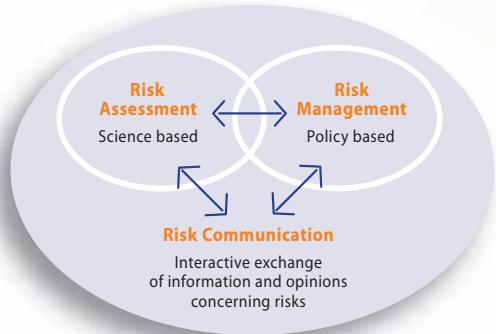 Risk
Assessment
Science based
Risk
Management
Policy based
Risk Communication
Interactive exchange
of information and opinions
concerning risks